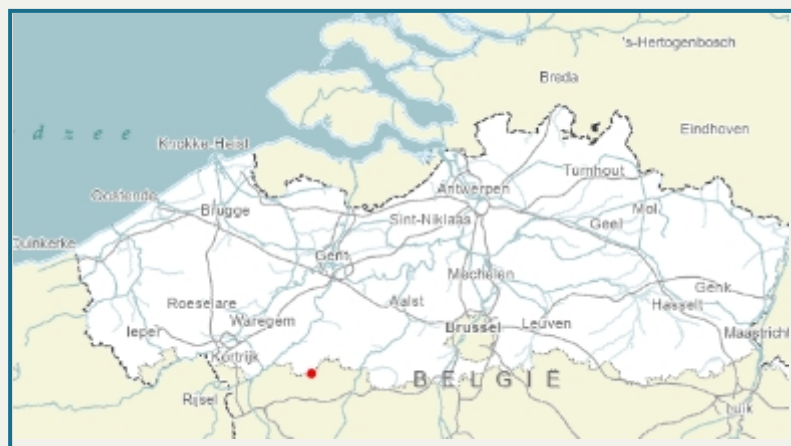 's-Hertogenbosch
Breda
dzee
Eindhoven
Knokke-Heist
Turnhout
Oostende
Antwerpen
Mol
Brugge
Sint-Niklaas
Geel
Duinkerke
Gent
Mechelen
Genk
Roeselare
Aalst
Hasselt
Waregem
Ieper
Brussel
Leuven
Maastricht
Kortrijk
BELGIË
Rijsel
Luik